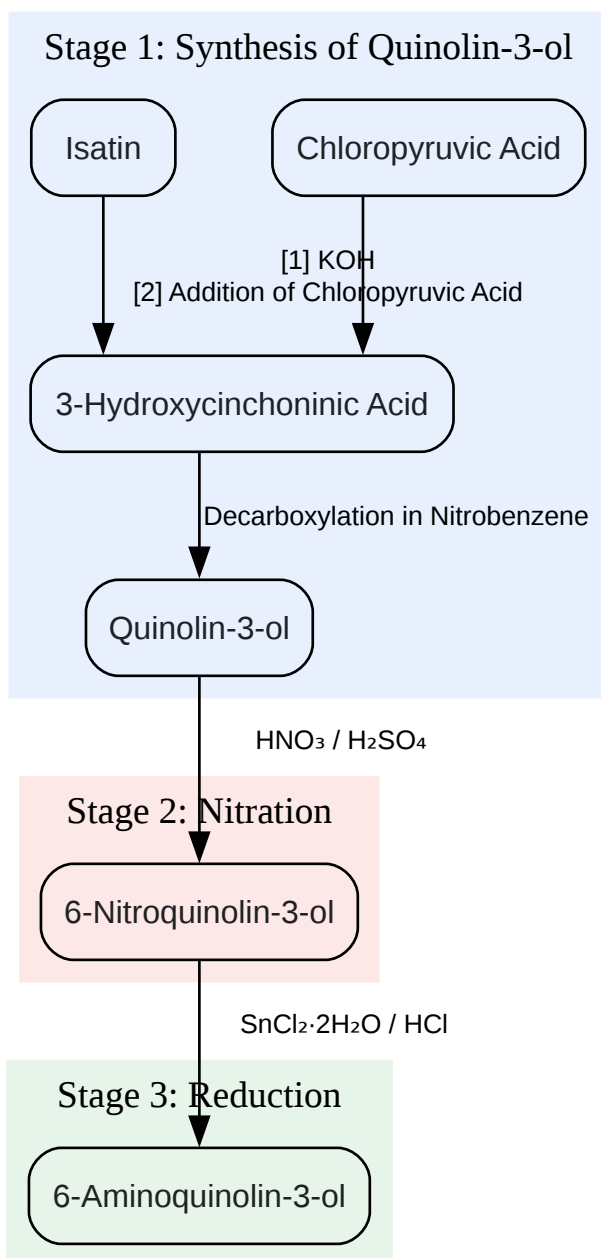 Stage 1: Synthesis of Quinolin-3-ol
Isatin
Chloropyruvic Acid
[1] KOH
[2] Addition of Chloropyruvic Acid
3-Hydroxycinchoninic Acid
Decarboxylation in Nitrobenzene
Quinolin-3-ol
HNO₃ / H₂SO₄
Stage 2: Nitration
6-Nitroquinolin-3-ol
SnCl₂·2H₂O / HCl
Stage 3: Reduction
6-Aminoquinolin-3-ol